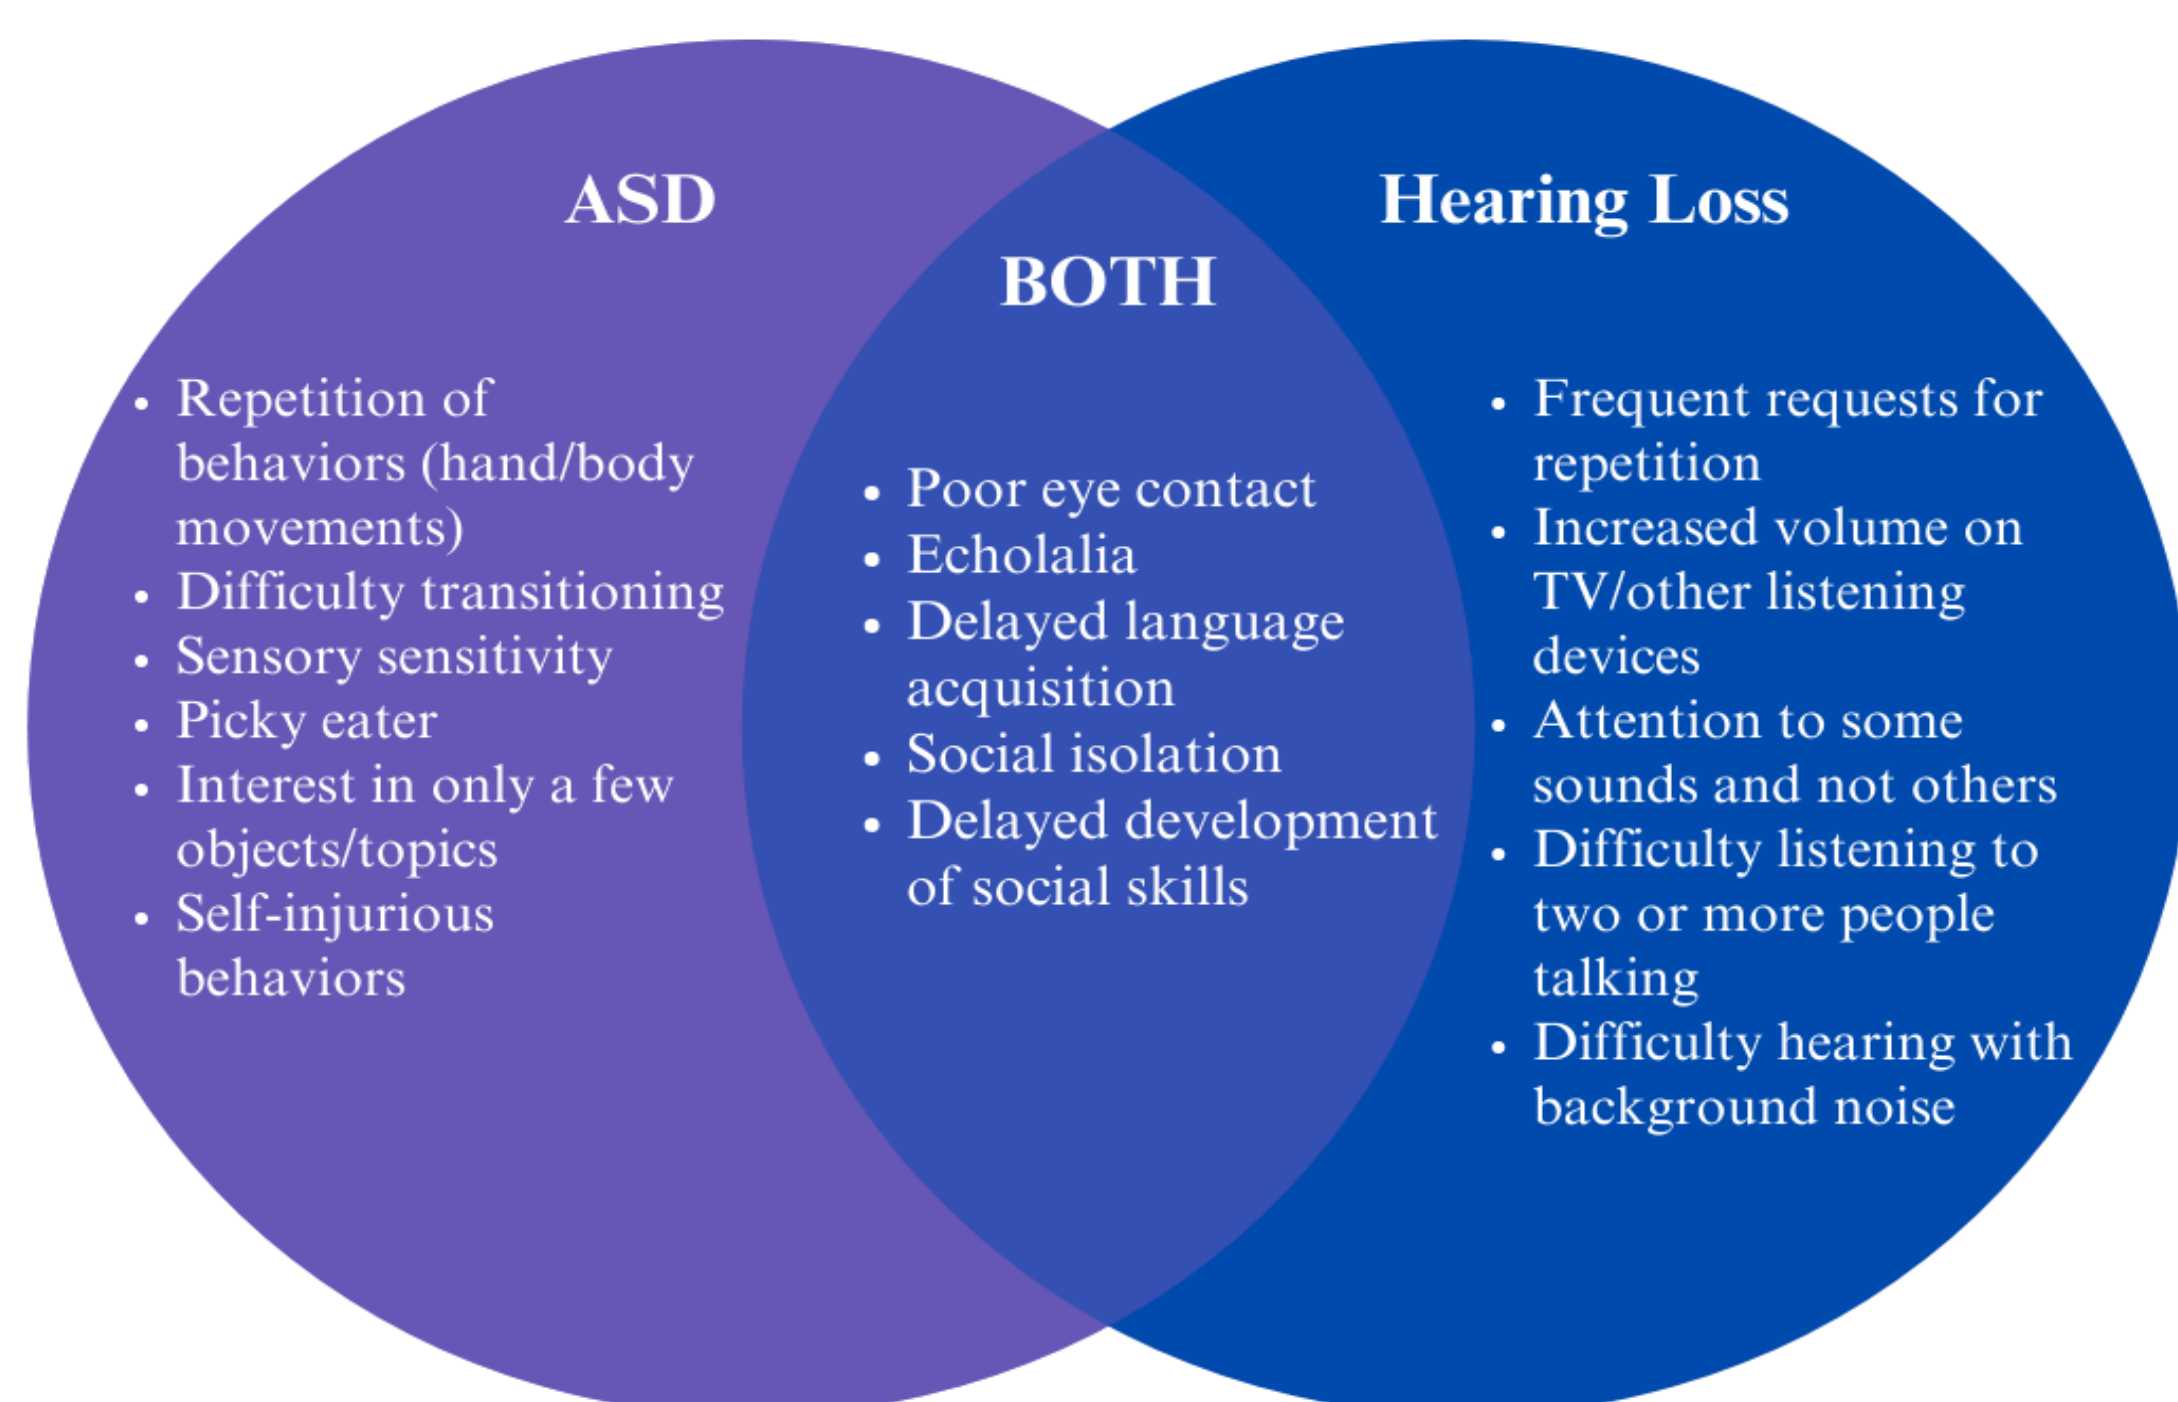 ASD
• Repetition of
behaviors (hand/body
movements)
• Difficulty transitioning
• Sensory sensitivity
• Picky eater
• Interest in only a few
objects/topics
• Self-injurious
behaviors
BOTH
• Poor eye contact
• Echolalia
• Delayed language
acquisition
• Social isolation
• Delayed development
of social skills
Hearing Loss
• Frequent requests for
repetition
• Increased volume on
TV/other listening
devices
• Attention to some
sounds and not others
• Difficulty listening to
two or more people
talking
• Difficulty hearing with
background noise